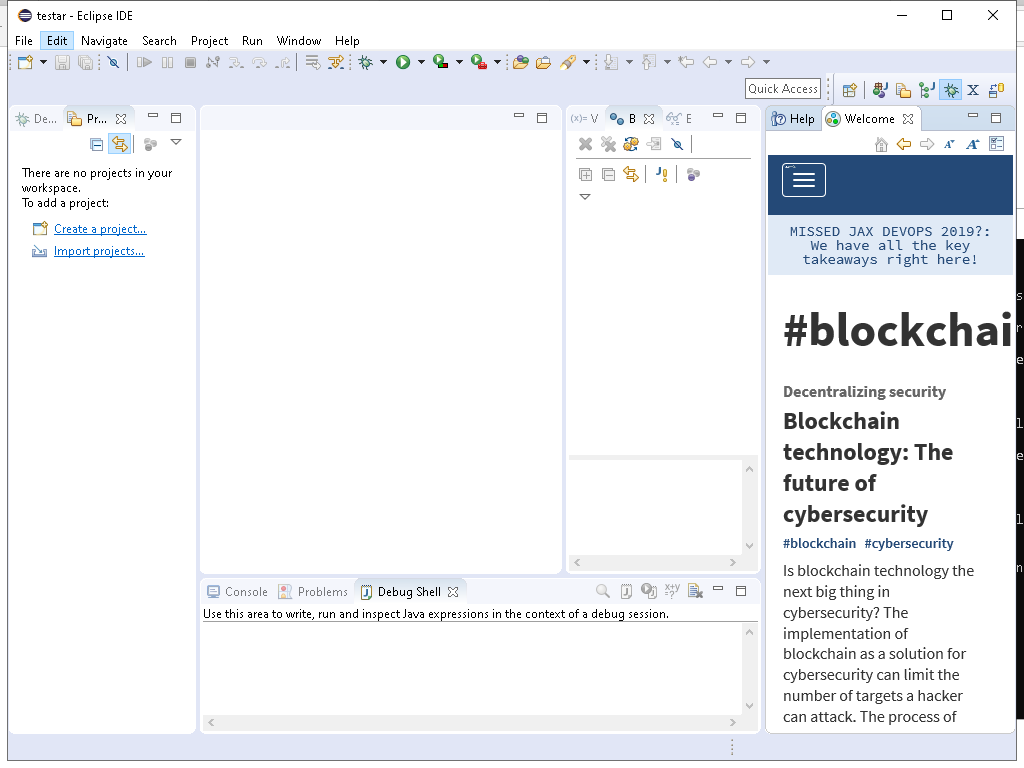 testar - Eclipse IDE
File Edit Navigate Search Project Run Window Help
Quick Access
De... Pr...
There are no projects in your
workspace.
To add a project:
Create a project...
Import projects...
(x)= V B E
Help Welcome
MISSED JAX DEVOPS 2019?:
We have all the key
takeaways right here!
#blockchai
Decentralizing security
Blockchain
technology: The
future of
cybersecurity
#blockchain #cybersecurity
Is blockchain technology the
next big thing in
cybersecurity? The
implementation of
blockchain as a solution for
cybersecurity can limit the
number of targets a hacker
can attack. The process of
Console Problems Debug Shell
Use this area to write, run and inspect Java expressions in the context of a debug session.